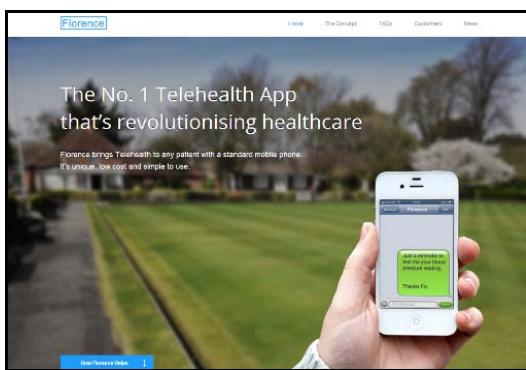 Florence
Home The Concept FAQs Customers News
The No. 1 Telehealth App
that's revolutionising healthcare
Florence brings Telehealth to any patient with a standard mobile phone.
It's unique, low cost and simple to use.
Florence
Just a reminder to
text me your blood
pressure reading.
Thanks Flo.
How Florence Helps